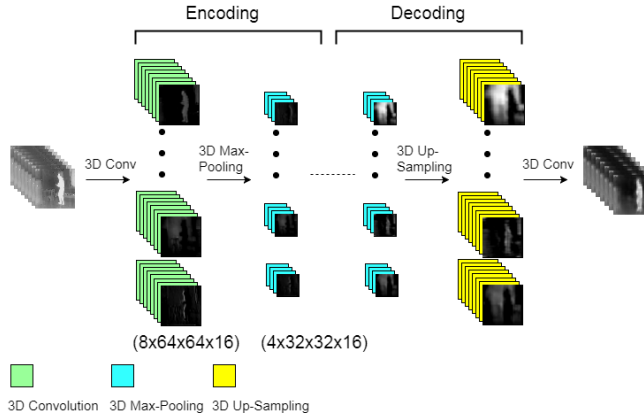 Encoding
Decoding
3D Conv
3D Max-
Pooling
3D Up-
Sampling
3D Conv
(8x64x64x16)
(4x32x32x16)
3D Convolution
3D Max-Pooling
3D Up-Sampling